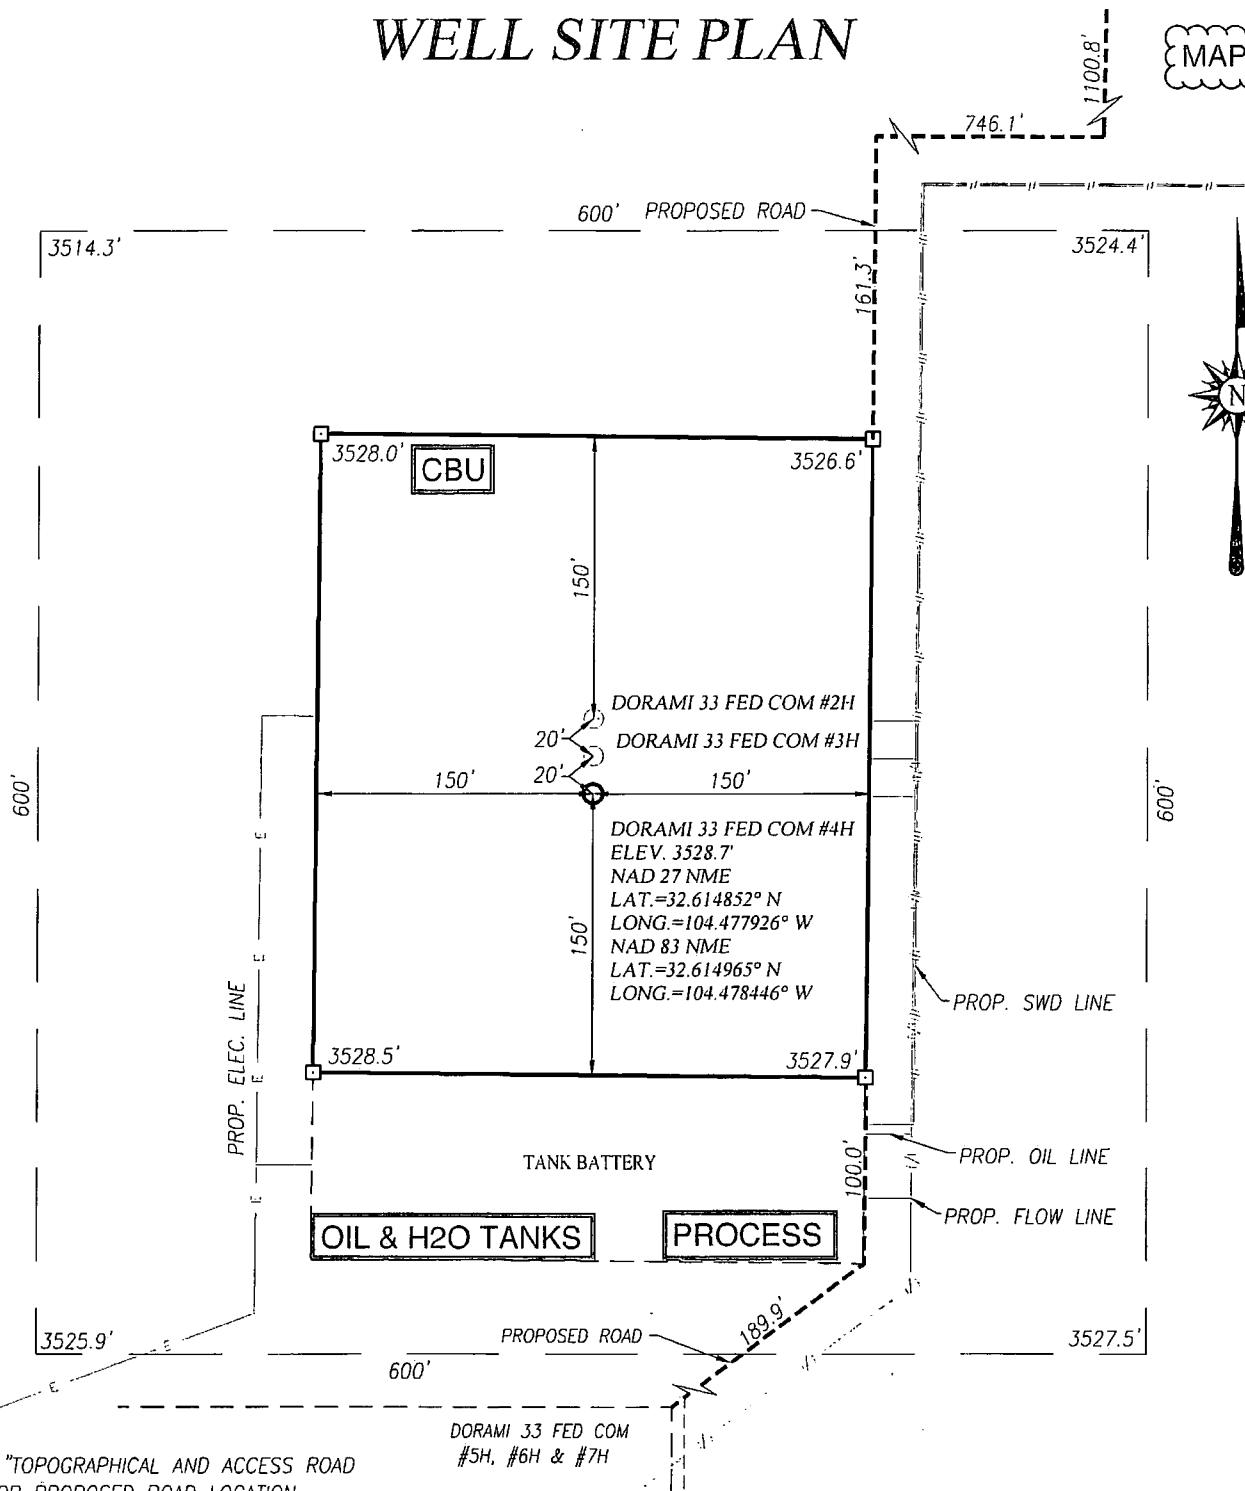 WELL SITE PLAN
1100.8'
MAP
746.1'
600' PROPOSED ROAD
3514.3'
3524.4'
161.3'
3528.0'
3526.6'
CBU
N
150'
DORAMI 33 FED COM #2H
20'
DORAMI 33 FED COM #3H
20'
150'
150'
600'
600'
DORAMI 33 FED COM #4H
ELEV. 3528.7'
NAD 27 NME
LAT.=32.614852° N
LONG.=104.477926° W
NAD 83 NME
LAT.=32.614965° N
LONG.=104.478446° W
150'
E
E
PROP. ELEC. LINE
PROP. SWD LINE
3528.5'
3527.9'
E
TANK BATTERY
100.0'
PROP. OIL LINE
E
PROP. FLOW LINE
OIL & H2O TANKS
PROCESS
3525.9'
E
PROPOSED ROAD
189.9'
3527.5'
600'
E
DORAMI 33 FED COM
#5H, #6H & #7H
"TOPOGRAPHICAL AND ACCESS ROAD
PROPOSED ROAD LOCATION